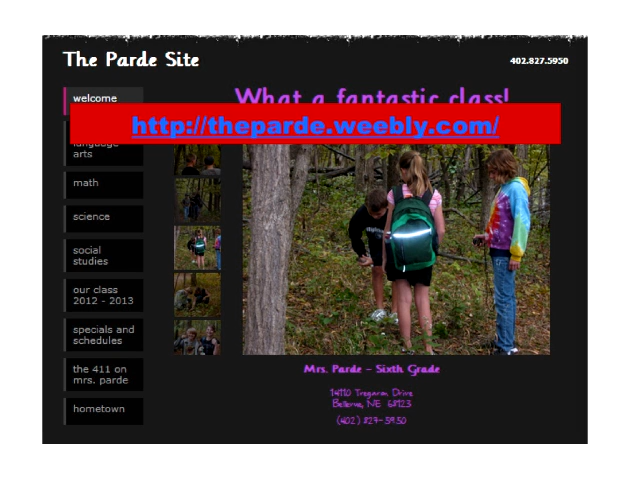 The Parde Site
402.827.5950
What a fantastic class!
http://theparde.weebly.com/
welcome
language
arts
math
science
social
studies
our class
2012 - 2013
specials and
schedules
the 411 on
mrs. parde
hometown
Mrs. Parde - Sixth Grade
14110 Tregaron Drive
Bellevue, NE 68123
(402) 827-5950